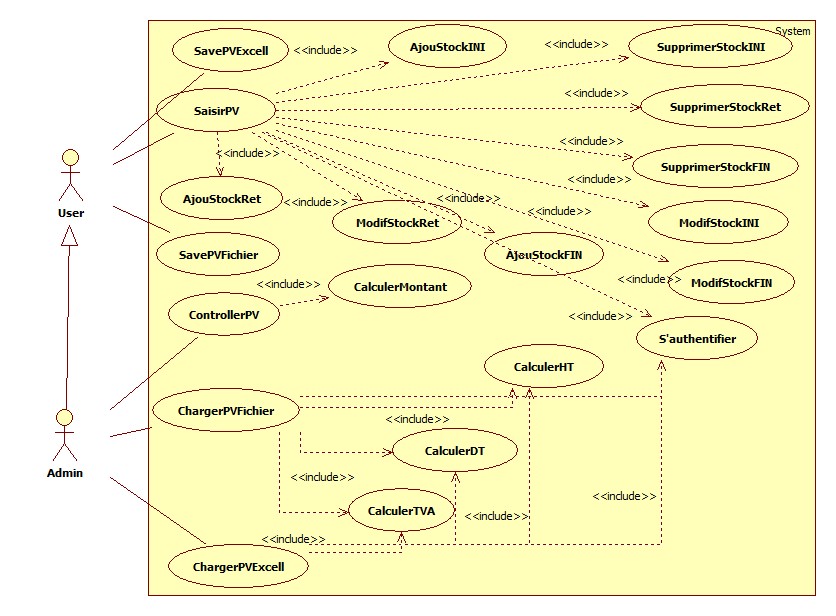 System
SavePVExcell
<<include>>
AjouStockINI
<<include>>
SupprimerStockINI
<<include>>
SaisirPV
SupprimerStockRet
<<include>>
<<include>>
SupprimerStockFIN
<<include>>
AjouStockRet
<<include>>
<<include>>
<<include>>
User
ModifStockRet
ModifStockINI
SavePVFichier
AjouStockFIN
<<include>>
CalculerMontant
<<include>>
ModifStockFIN
ControllerPV
<<include>>
S'authentifier
CalculerHT
ChargerPVFichier
<<include>>
CalculerDT
Admin
<<include>>
<<include>>
CalculerTVA
<<include>>
<<include>>
ChargerPVExcell